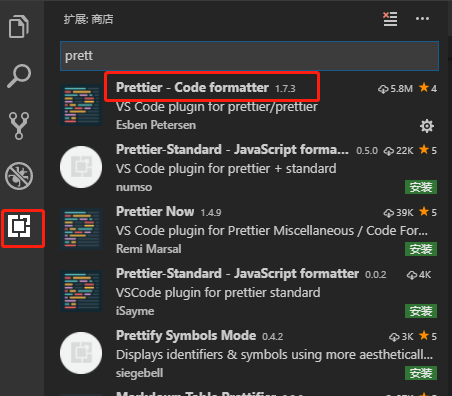 扩展: 商店
prett
Prettier - Code formatter 1.7.3 5.8M 4
VS Code plugin for prettier/prettier
Esben Petersen
Prettier-Standard - JavaScript forma... 0.5.0 22K 5
VS Code plugin for prettier + standard
numso 安装
Prettier Now 1.4.9 39K 5
VS Code plugin for Prettier Miscellaneous / Code For...
Remi Marsal 安装
Prettier-Standard - JavaScript formatter 0.0.2 4K
VSCode plugin for prettier standard
iSayme 安装
Prettify Symbols Mode 0.4.2 3K 5
Displays identifiers & symbols using more aestheticall...
siegebell 安装
Markdown Table Prettifier